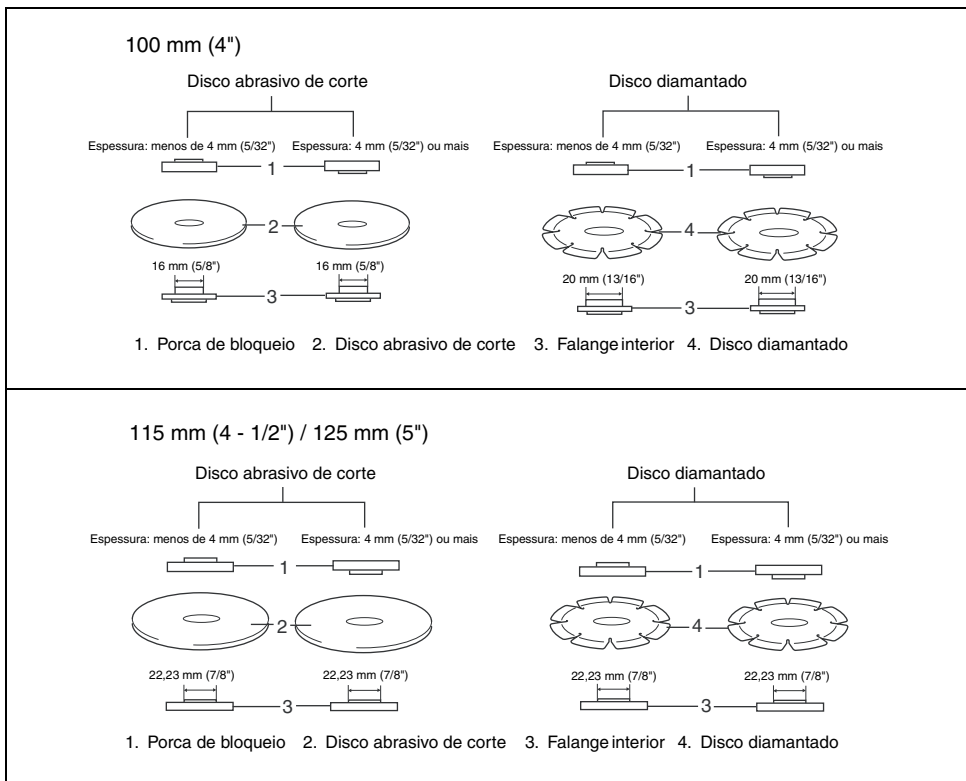 100 mm (4")
Disco abrasivo de corte
Disco diamantado
Espessura: menos de 4 mm (5/32") Espessura: 4 mm (5/32") ou mais
Espessura: menos de 4 mm (5/32") Espessura: 4 mm (5/32") ou mais
1
1
2
4
16 mm (5/8") 16 mm (5/8")
20 mm (13/16") 20 mm (13/16")
3
3
1. Porca de bloqueio 2. Disco abrasivo de corte 3. Falange interior 4. Disco diamantado
115 mm (4 - 1/2") / 125 mm (5")
Disco abrasivo de corte
Disco diamantado
Espessura: menos de 4 mm (5/32") Espessura: 4 mm (5/32") ou mais
Espessura: menos de 4 mm (5/32") Espessura: 4 mm (5/32") ou mais
1
1
2
4
22,23 mm (7/8") 22,23 mm (7/8")
22,23 mm (7/8") 22,23 mm (7/8")
3
3
1. Porca de bloqueio 2. Disco abrasivo de corte 3. Falange interior 4. Disco diamantado